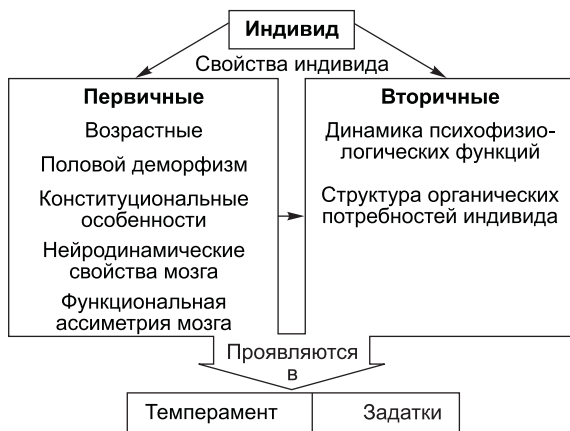 Индивид
Свойства индивида
Первичные
Возрастные
Половой деморфизм
Конституциональные
особенности
Нейродинамические
свойства мозга
Функциональная
ассиметрия мозга
Вторичные
Динамика психофизио-
логических функций
Структура органических
потребностей индивида
Проявляются
в
Темперамент
Задатки